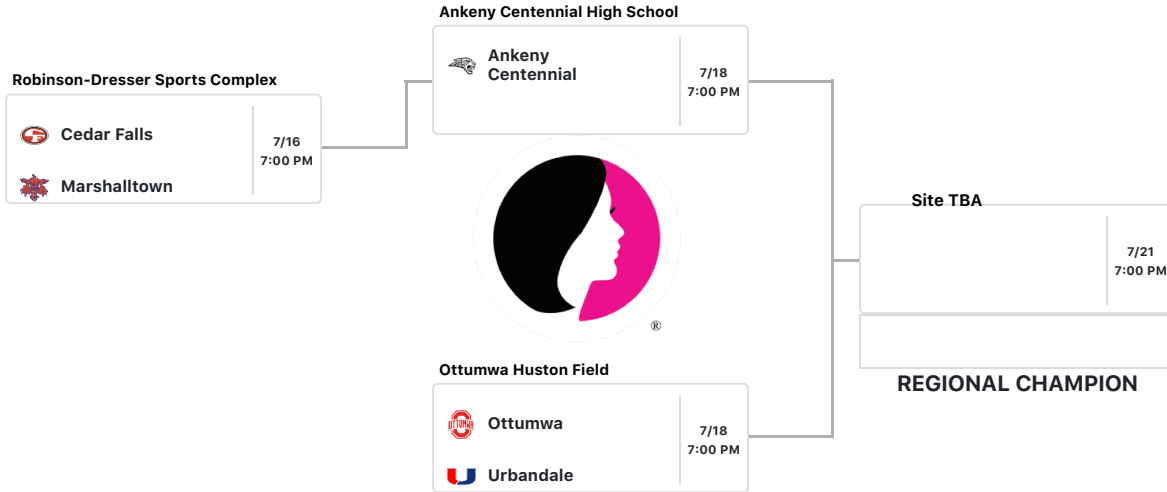 Ankeny Centennial High School
Ankeny
Centennial
7/18
7:00 PM
Robinson-Dresser Sports Complex
Cedar Falls
Marshalltown
7/16
7:00 PM
®
Site TBA
7/21
7:00 PM
REGIONAL CHAMPION
Ottumwa Huston Field
OTTUMWA
Ottumwa
Urbandale
7/18
7:00 PM